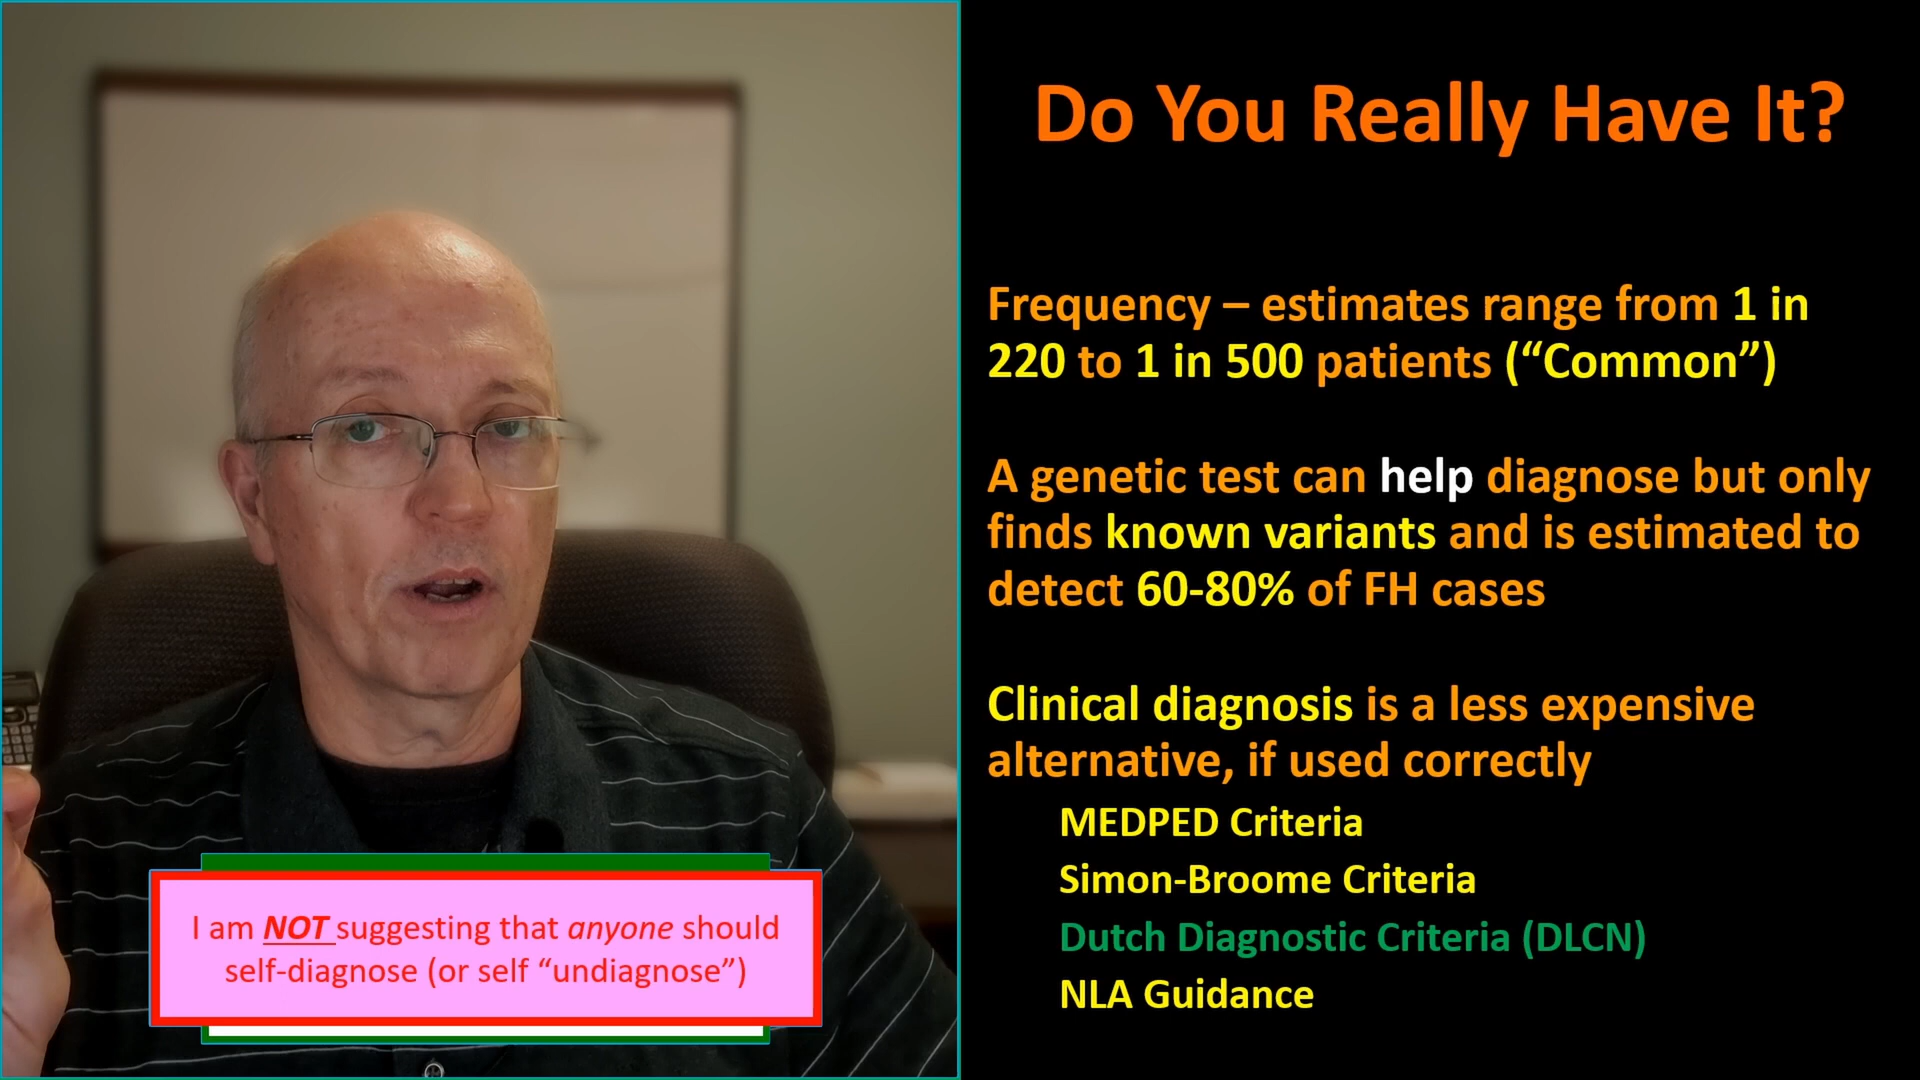 Do You Really Have It?
Frequency – estimates range from 1 in
220 to 1 in 500 patients (“Common”)
A genetic test can help diagnose but only
finds known variants and is estimated to
detect 60-80% of FH cases
Clinical diagnosis is a less expensive
alternative, if used correctly
MEDPED Criteria
Simon-Broome Criteria
Dutch Diagnostic Criteria (DLCN)
NLA Guidance
I am NOT suggesting that anyone should
self-diagnose (or self “undiagnose”)